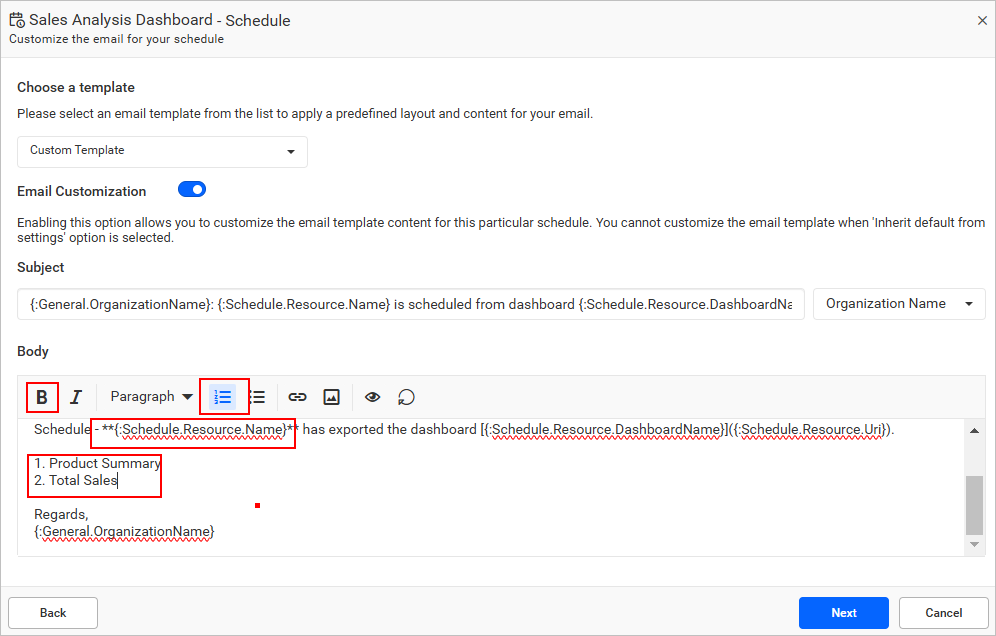 Sales Analysis Dashboard - Schedule
Customize the email for your schedule
Choose a template
Please select an email template from the list to apply a predefined layout and content for your email.
Custom Template
Email Customization
Enabling this option allows you to customize the email template content for this particular schedule. You cannot customize the email template when 'Inherit default from
settings' option is selected.
Subject
{:General.OrganizationName}: {:Schedule.Resource.Name} is scheduled from dashboard {:Schedule.Resource.DashboardNa
Organization Name
Body
B I Paragraph
Schedule - **{:Schedule.Resource.Name}** has exported the dashboard [{:Schedule.Resource.DashboardName}]({:Schedule.Resource.Uri}).
1. Product Summary
2. Total Sales
Regards,
{:General.OrganizationName}
Back
Next
Cancel